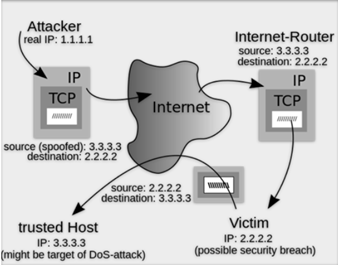 Attacker
real IP: 1.1.1.1
Internet-Router
source: 3.3.3.3
destination: 2.2.2.2
IP
TCP
Internet
IP
TCP
source (spoofed): 3.3.3.3
destination: 2.2.2.2
source: 2.2.2.2
destination: 3.3.3.3
trusted Host
IP: 3.3.3.3
(might be target of DoS-attack)
Victim
IP: 2.2.2.2
(possible security breach)